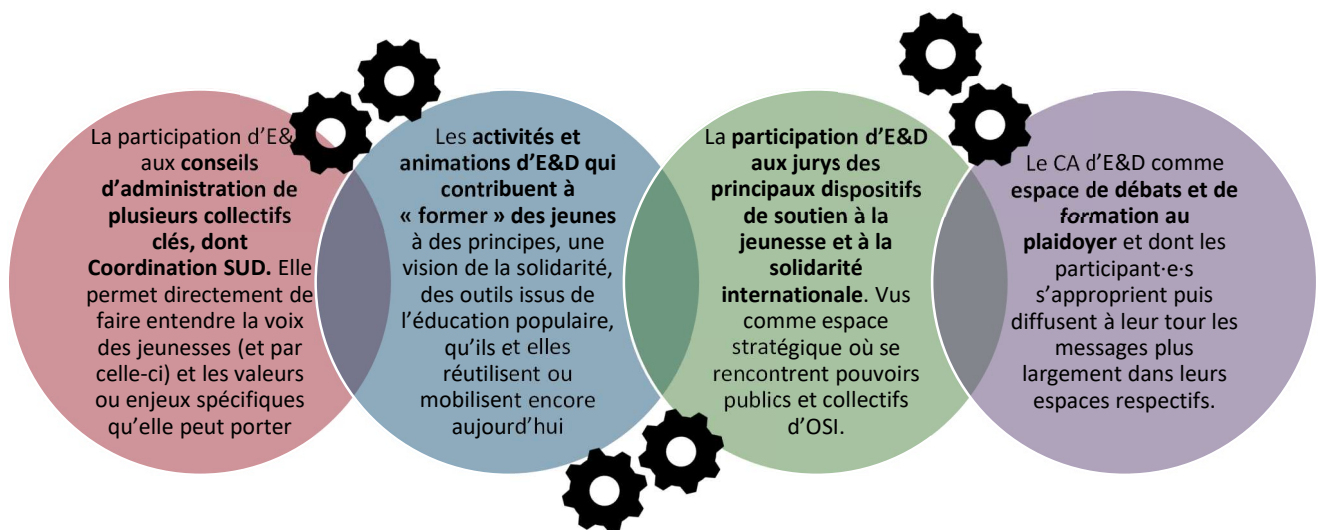 La participation d'E&
aux conseils
d'administration de
plusieurs collectifs
clés, dont
Coordination SUD. Elle
permet directement de
faire entendre la voix
des jeunesses (et par
celle-ci) et les valeurs
ou enjeux spécifiques
qu'elle peut porter
Les activités et
animations d'E&D qui
contribuent à
« former » des jeunes
à des principes, une
vision de la solidarité,
des outils issus de
l'éducation populaire,
qu'ils et elles
réutilisent ou
mobilisent encore
aujourd'hui
La participation d'E&D
aux jurys des
principaux dispositifs
de soutien à la
jeunesse et à la
solidarité
internationale. Vus
comme espace
stratégique où se
rencontrent pouvoirs
publics et collectifs
d'OSI.
Le CA d'E&D comme
espace de débats et de
formation au
plaidoyer et dont les
participant·e·s
s'approprient puis
diffusent à leur tour les
messages plus
largement dans leurs
espaces respectifs.